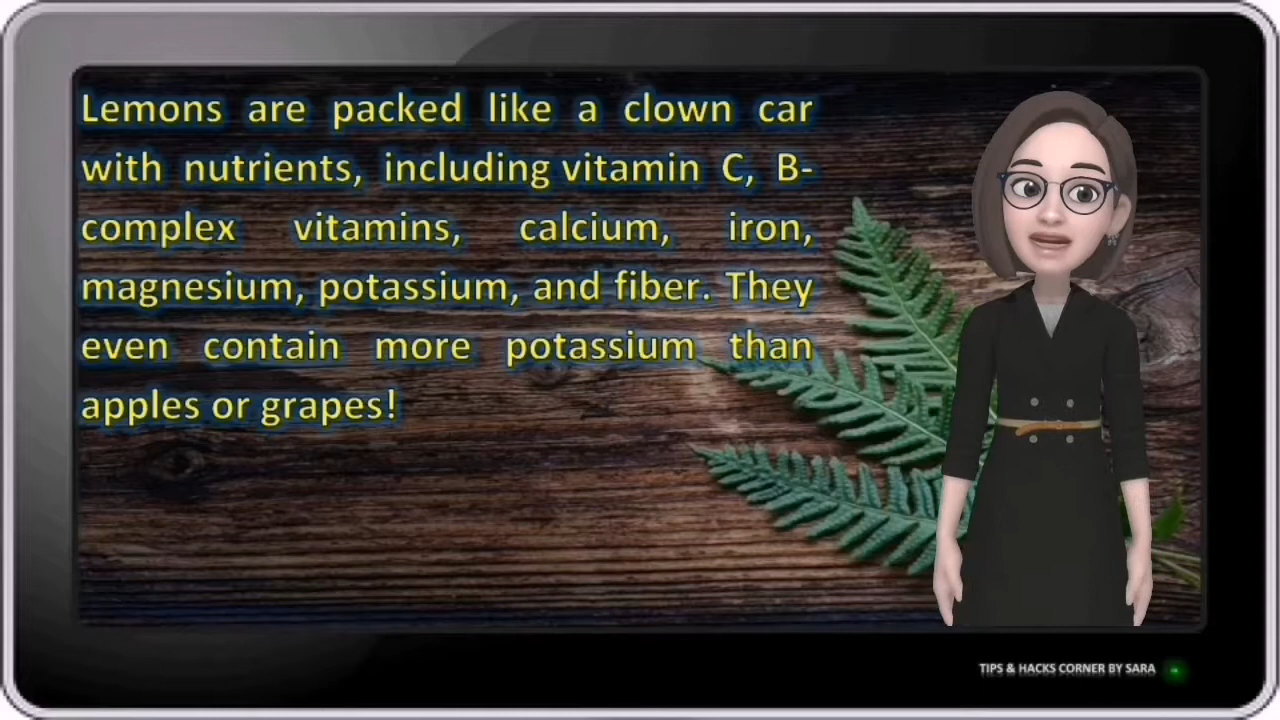 Lemons are packed like a clown car
with nutrients, including vitamin C, B-
complex vitamins, calcium, iron,
magnesium, potassium, and fiber. They
even contain more potassium than
apples or grapes!
TIPS & HACKS CORNER BY SARA